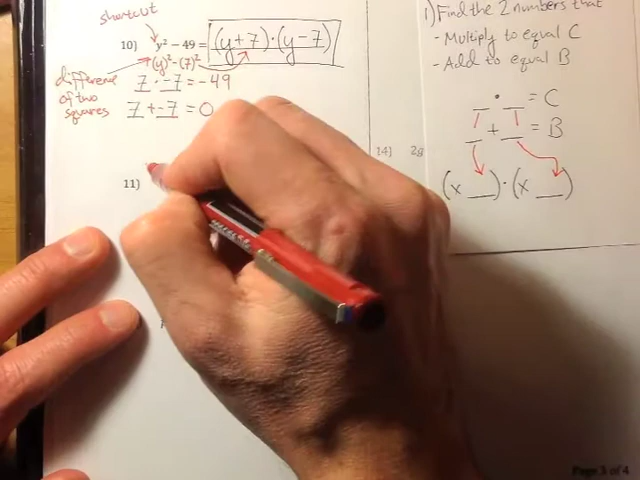 shortcut
10) y² − 49 = (y+7)·(y−7)
(y)²-(7)²
difference
of two
squares
7 · -7 = -49
7 + -7 = 0
11)
14) 2g
1) Find the 2 numbers that
- Multiply to equal C
- Add to equal B
_ · _ = C
_ + _ = B
(x __)·(x __)
Page 3 of 4